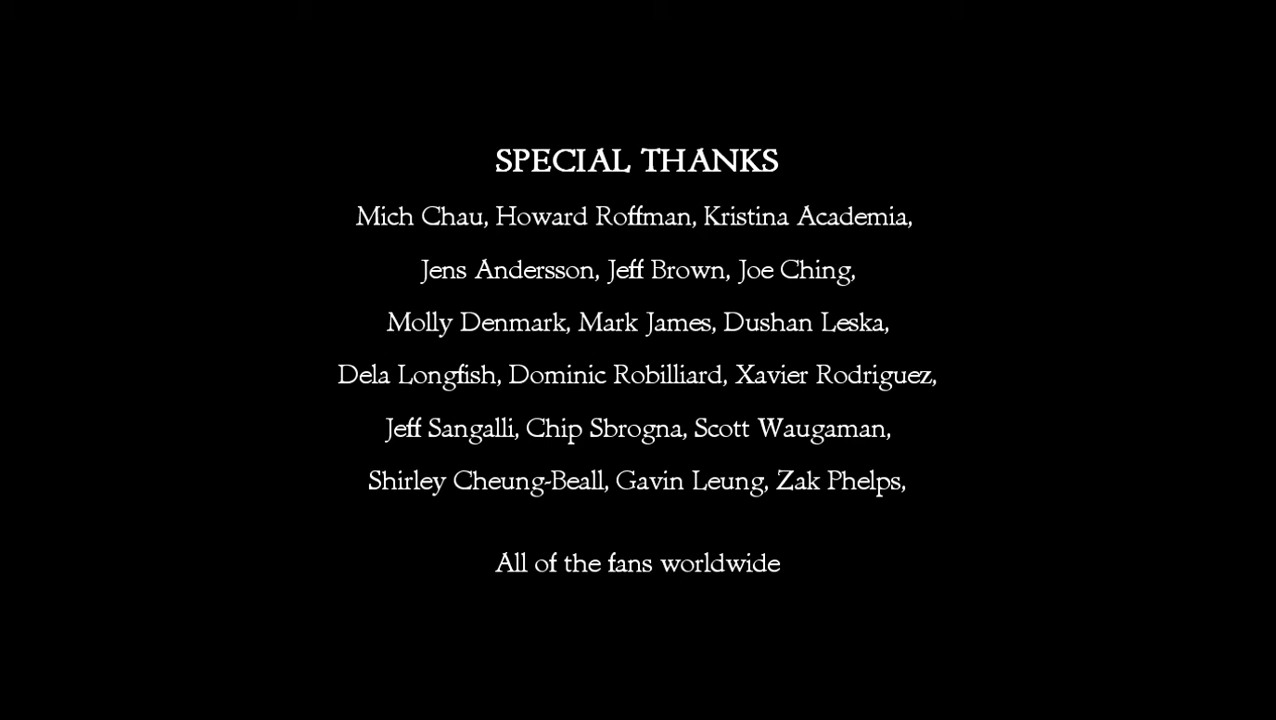 SPECIAL THANKS
Mich Chau, Howard Roffman, Kristina Academia,
Jens Andersson, Jeff Brown, Joe Ching,
Molly Denmark, Mark James, Dushan Leska,
Dela Longfish, Dominic Robilliard, Xavier Rodriguez,
Jeff Sangalli, Chip Sbrogna, Scott Waugaman,
Shirley Cheung-Beall, Gavin Leung, Zak Phelps,
All of the fans worldwide